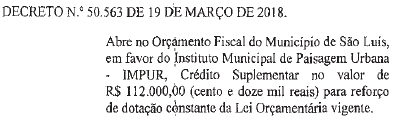 DECRETO N.º 50.563 DE 19 DE MARÇO DE 2018.
Abre no Orçamento Fiscal do Município de São Luís,
em favor do Instituto Municipal de Paisagem Urbana
- IMPUR, Crédito Suplementar no valor de
R$ 112.000,00 (cento e doze mil reais) para reforço
de dotação constante da Lei Orçamentária vigente.